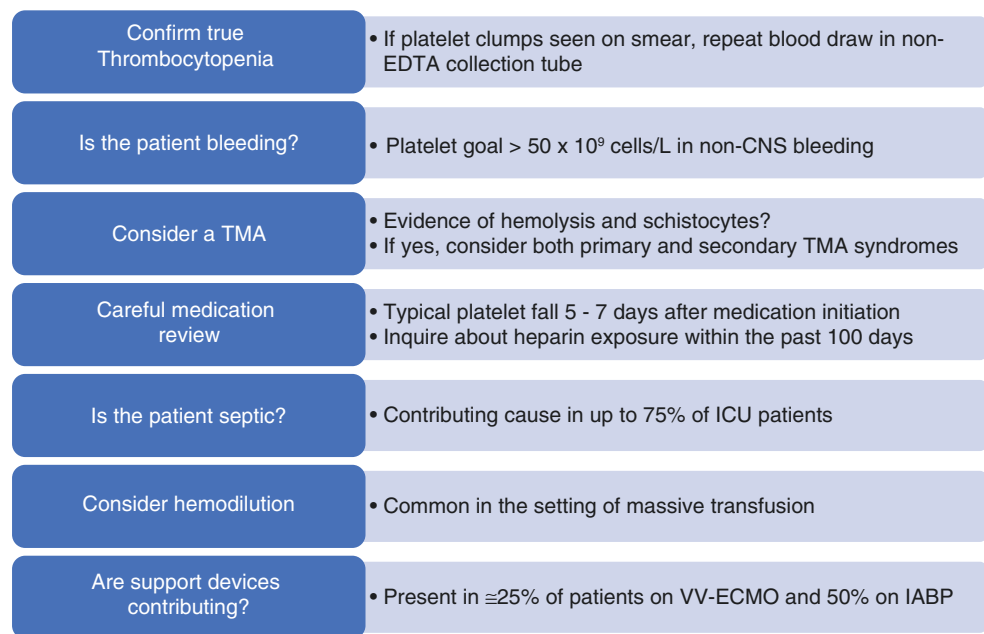 Confirm true
Thrombocytopenia
• If platelet clumps seen on smear, repeat blood draw in non-
EDTA collection tube
Is the patient bleeding?
• Platelet goal > 50 x 10⁹ cells/L in non-CNS bleeding
Consider a TMA
• Evidence of hemolysis and schistocytes?
• If yes, consider both primary and secondary TMA syndromes
Careful medication
review
• Typical platelet fall 5 - 7 days after medication initiation
• Inquire about heparin exposure within the past 100 days
Is the patient septic?
• Contributing cause in up to 75% of ICU patients
Consider hemodilution
• Common in the setting of massive transfusion
Are support devices
contributing?
• Present in ≅25% of patients on VV-ECMO and 50% on IABP